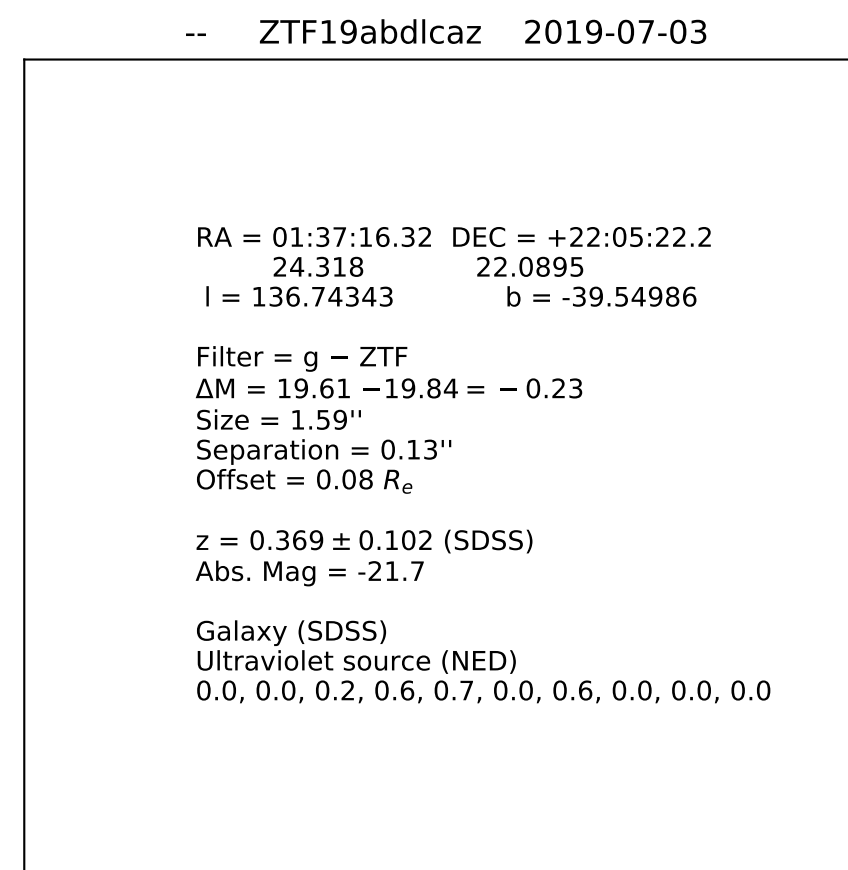 -- ZTF19abdlcaz 2019-07-03
RA = 01:37:16.32 DEC = +22:05:22.2
24.318 22.0895
l = 136.74343 b = -39.54986
Filter = g − ZTF
ΔM = 19.61 −19.84 = − 0.23
Size = 1.59''
Separation = 0.13''
Offset = 0.08 Rₑ
z = 0.369 ± 0.102 (SDSS)
Abs. Mag = -21.7
Galaxy (SDSS)
Ultraviolet source (NED)
0.0, 0.0, 0.2, 0.6, 0.7, 0.0, 0.6, 0.0, 0.0, 0.0